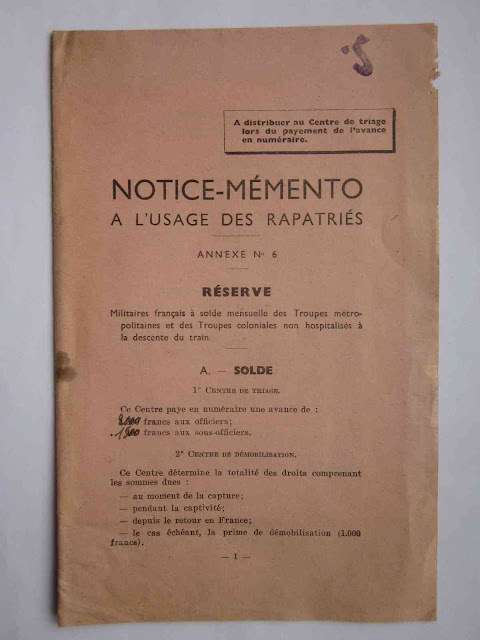 A distribuer au Centre de triage
lors du payement de l'avance
en numéraire.
NOTICE-MÉMENTO
A L'USAGE DES RAPATRIÉS
ANNEXE No 6
RÉSERVE
Militaires français à solde mensuelle des Troupes métro-
politaines et des Troupes coloniales non hospitalisés à
la descente du train.
A. — SOLDE
1° CENTRE DE TRIAGE.
Ce Centre paye en numéraire une avance de :
francs aux officiers;
francs aux sous-officiers.
2° CENTRE DE DÉMOBILISATION.
Ce Centre détermine la totalité des droits comprenant
les sommes dues :
— au moment de la capture;
— pendant la captivité;
— depuis le retour en France;
— le cas échéant, la prime de démobilisation (1.000
francs).
— 1 —